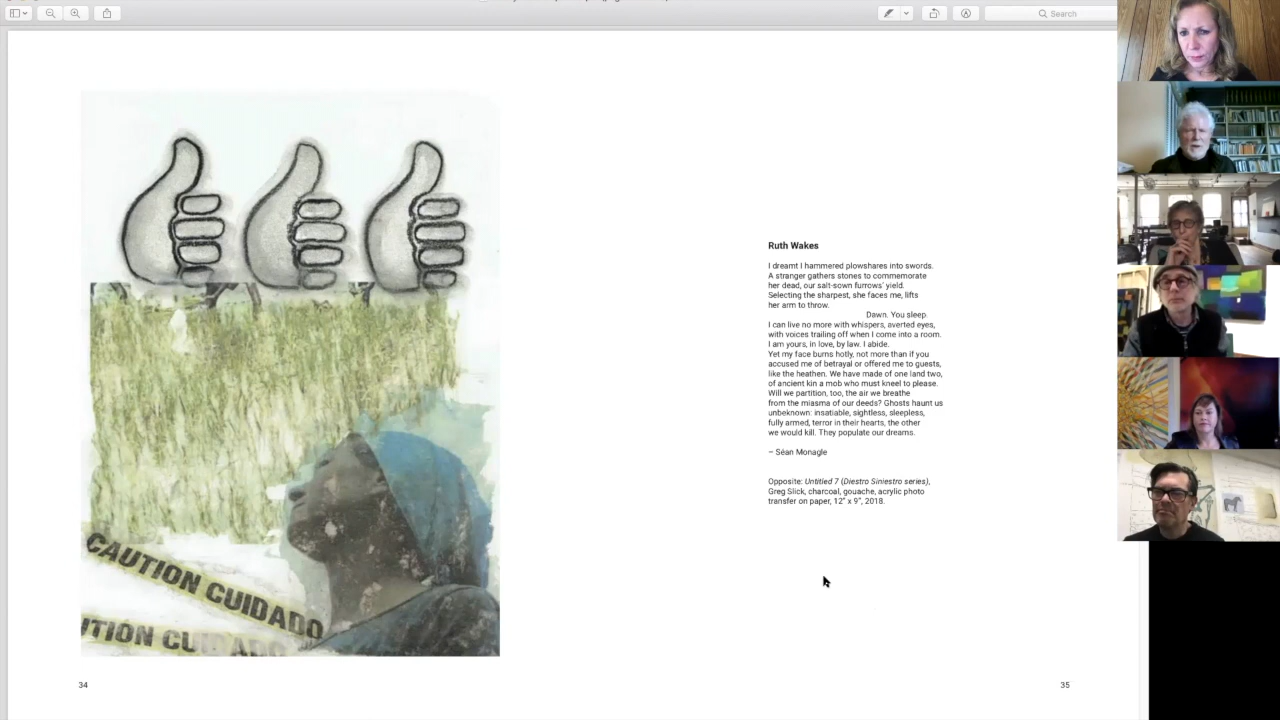 Search
CAUTION CUIDADO
UTION CUIDADO
Ruth Wakes
I dreamt I hammered plowshares into swords.
A stranger gathers stones to commemorate
her dead, our salt-sown furrows' yield.
Selecting the sharpest, she faces me, lifts
her arm to throw.
Dawn. You sleep.
I can live no more with whispers, averted eyes,
with voices trailing off when I come into a room.
I am yours, in love, by law. I abide.
Yet my face burns hotly, not more than if you
accused me of betrayal or offered me to guests,
like the heathen. We have made of one land two,
of ancient kin a mob who must kneel to please.
Will we partition, too, the air we breathe
from the miasma of our deeds? Ghosts haunt us
unbeknown: insatiable, sightless, sleepless,
fully armed, terror in their hearts, the other
we would kill. They populate our dreams.
– Séan Monagle
Opposite: Untitled 7 (Diestro Siniestro series),
Greg Slick, charcoal, gouache, acrylic photo
transfer on paper, 12" x 9", 2018.
34
35